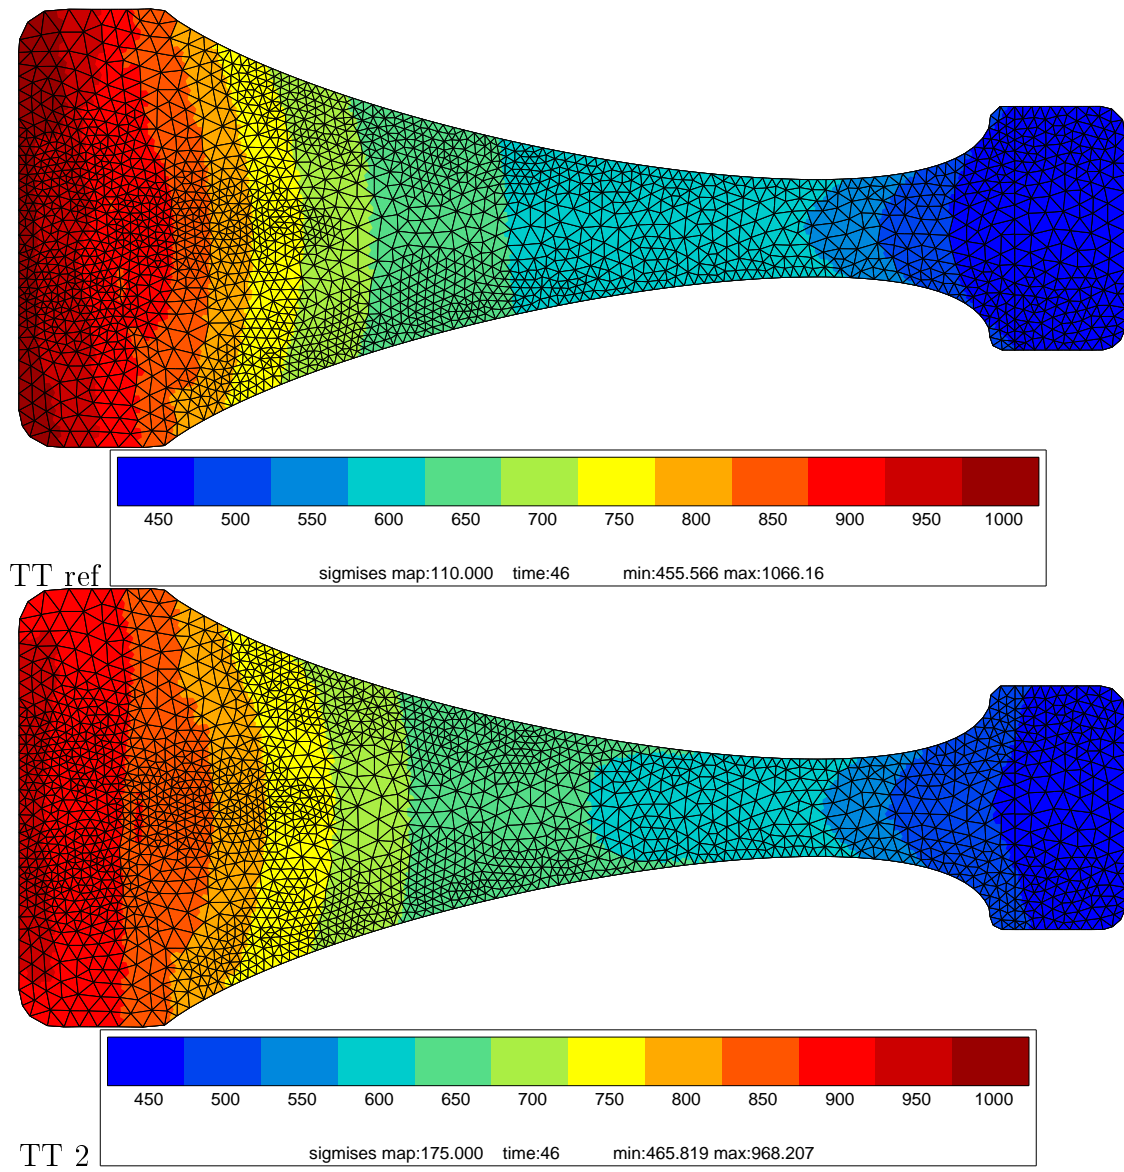 450 500 550 600 650 700 750 800 850 900 950 1000
sigmises map:110.000 time:46 min:455.566 max:1066.16
TT ref
450 500 550 600 650 700 750 800 850 900 950 1000
sigmises map:175.000 time:46 min:465.819 max:968.207
TT 2